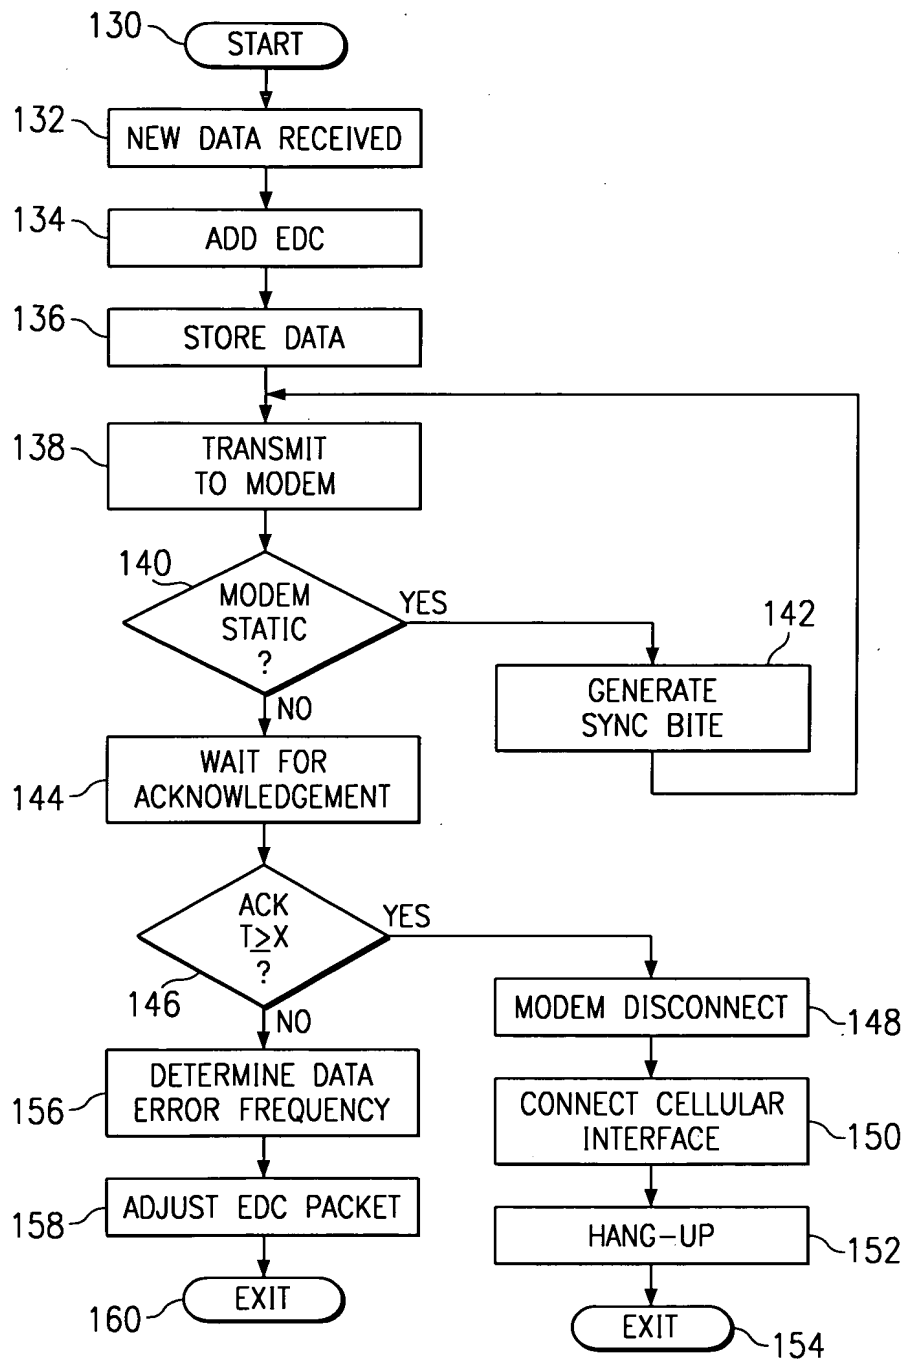 130
START
132
NEW DATA RECEIVED
134
ADD EDC
136
STORE DATA
138
TRANSMIT
TO MODEM
140
MODEM
STATIC
?
YES
NO
142
GENERATE
SYNC BITE
144
WAIT FOR
ACKNOWLEDGEMENT
146
ACK
T≥X
?
YES
NO
MODEM DISCONNECT
148
156
DETERMINE DATA
ERROR FREQUENCY
CONNECT CELLULAR
INTERFACE
150
158
ADJUST EDC PACKET
HANG-UP
152
160
EXIT
EXIT
154